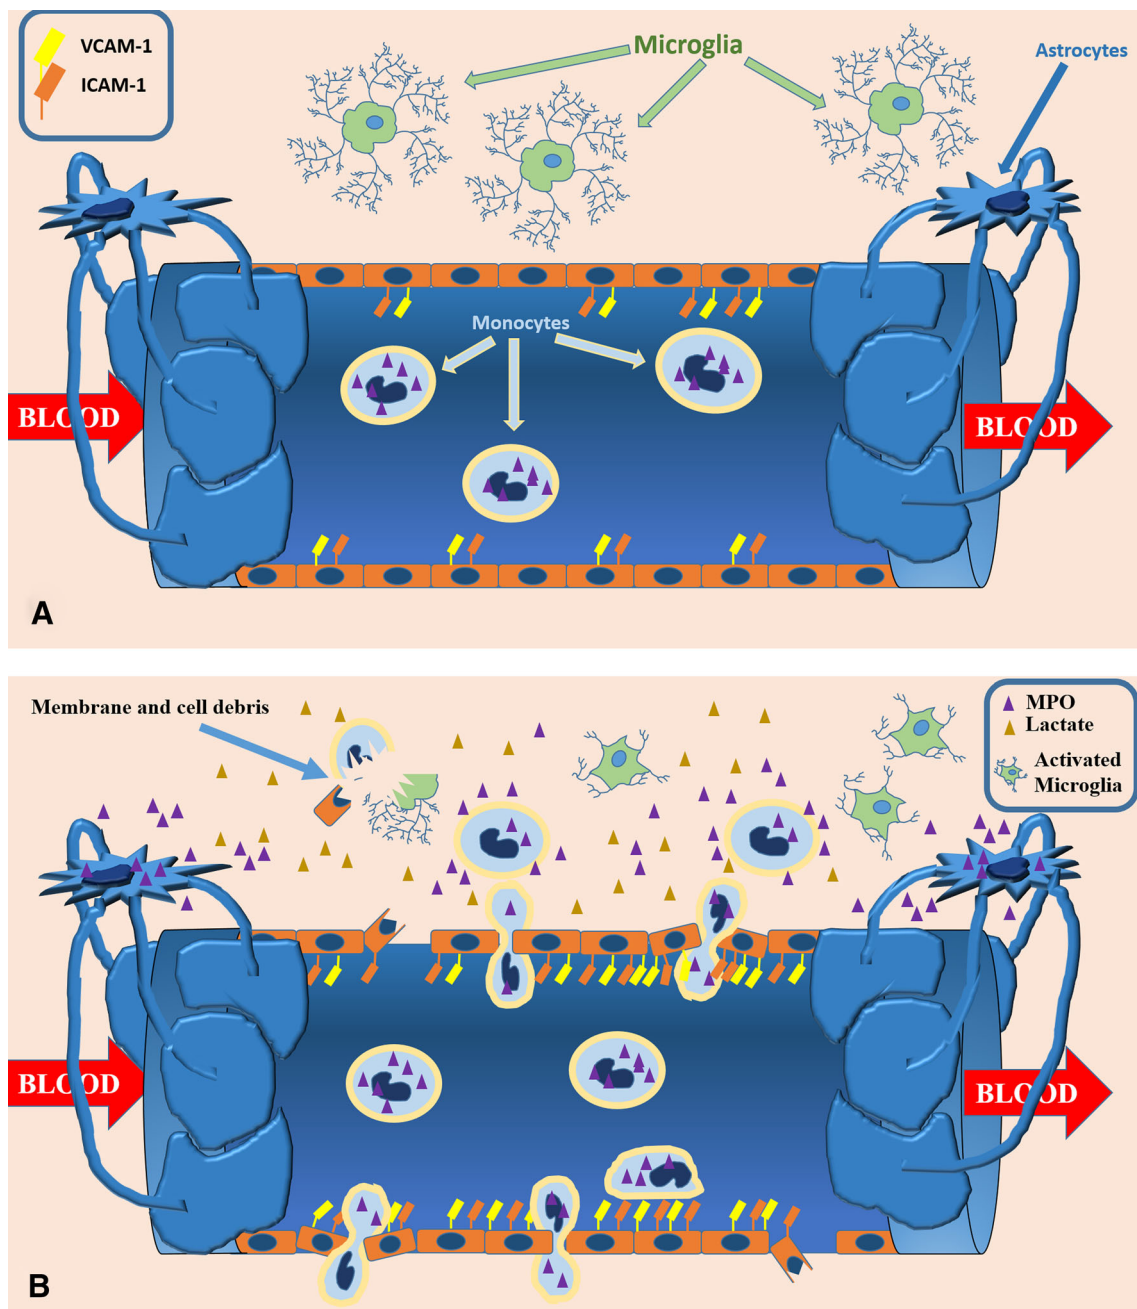 VCAM-1
ICAM-1
Microglia
Astrocytes
Monocytes
BLOOD
BLOOD
A
Membrane and cell debris
MPO
Lactate
Activated
Microglia
BLOOD
BLOOD
B